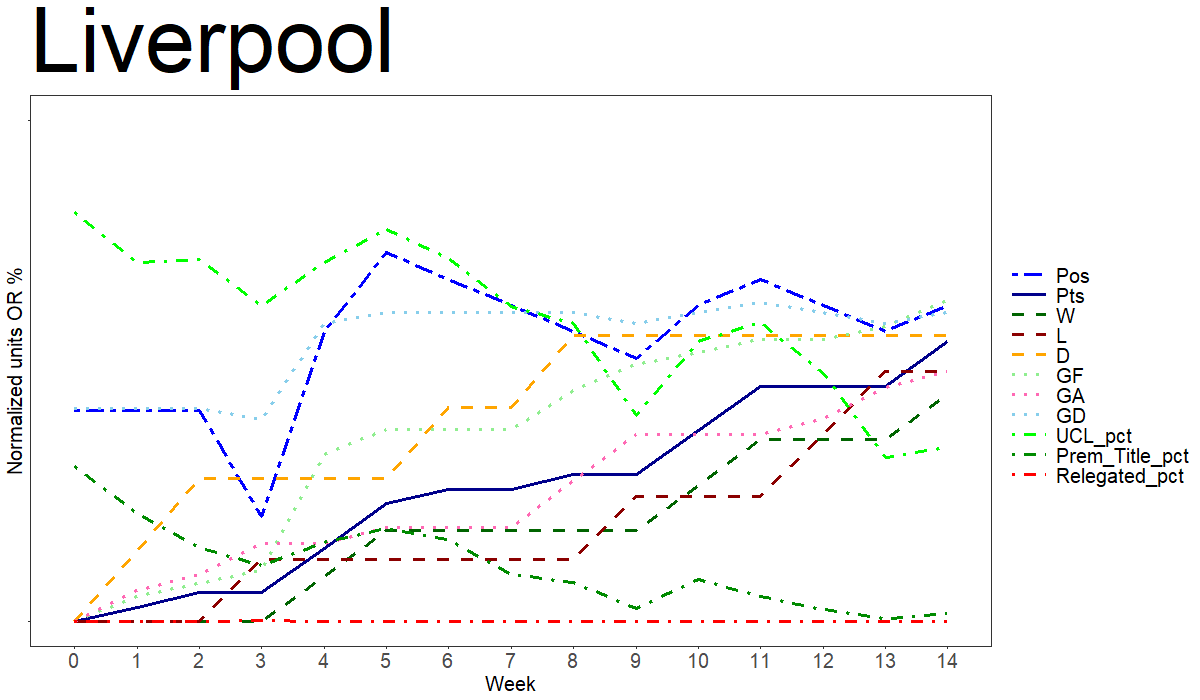 Liverpool
Normalized units OR %
0 1 2 3 4 5 6 7 8 9 10 11 12 13 14
Week
Pos
Pts
W
L
D
GF
GA
GD
UCL_pct
Prem_Title_pct
Relegated_pct